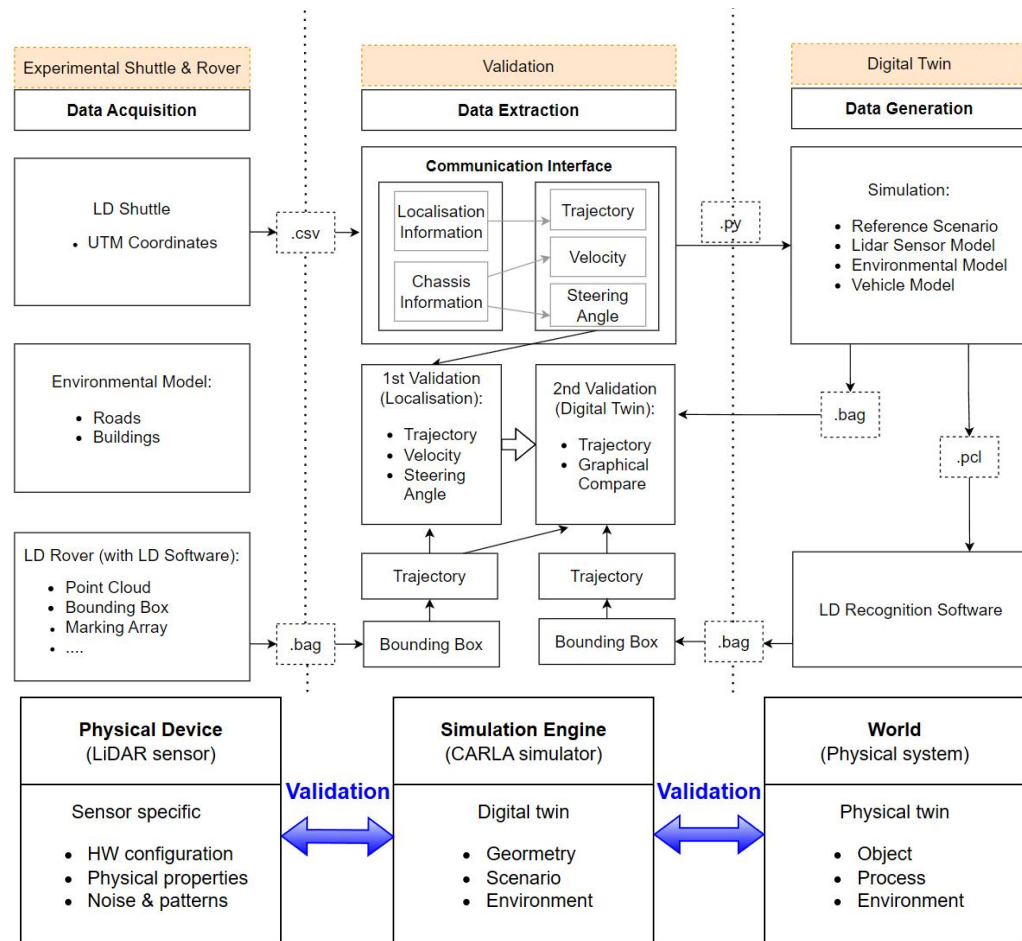 Experimental Shuttle & Rover
Data Acquisition
LD Shuttle
• UTM Coordinates
Environmental Model:
• Roads
• Buildings
LD Rover (with LD Software):
• Point Cloud
• Bounding Box
• Marking Array
• ....
.csv
.bag
Validation
Data Extraction
Communication Interface
Localisation
Information
Chassis
Information
Trajectory
Velocity
Steering
Angle
1st Validation
(Localisation):
• Trajectory
• Velocity
• Steering
Angle
2nd Validation
(Digital Twin):
• Trajectory
• Graphical
Compare
Trajectory
Trajectory
Bounding Box
Bounding Box
.py
.bag
Digital Twin
Data Generation
Simulation:
• Reference Scenario
• Lidar Sensor Model
• Environmental Model
• Vehicle Model
.bag
.pcl
LD Recognition Software
Physical Device
(LiDAR sensor)
Sensor specific
• HW configuration
• Physical properties
• Noise & patterns
Validation
Simulation Engine
(CARLA simulator)
Digital twin
• Geormetry
• Scenario
• Environment
Validation
World
(Physical system)
Physical twin
• Object
• Process
• Environment